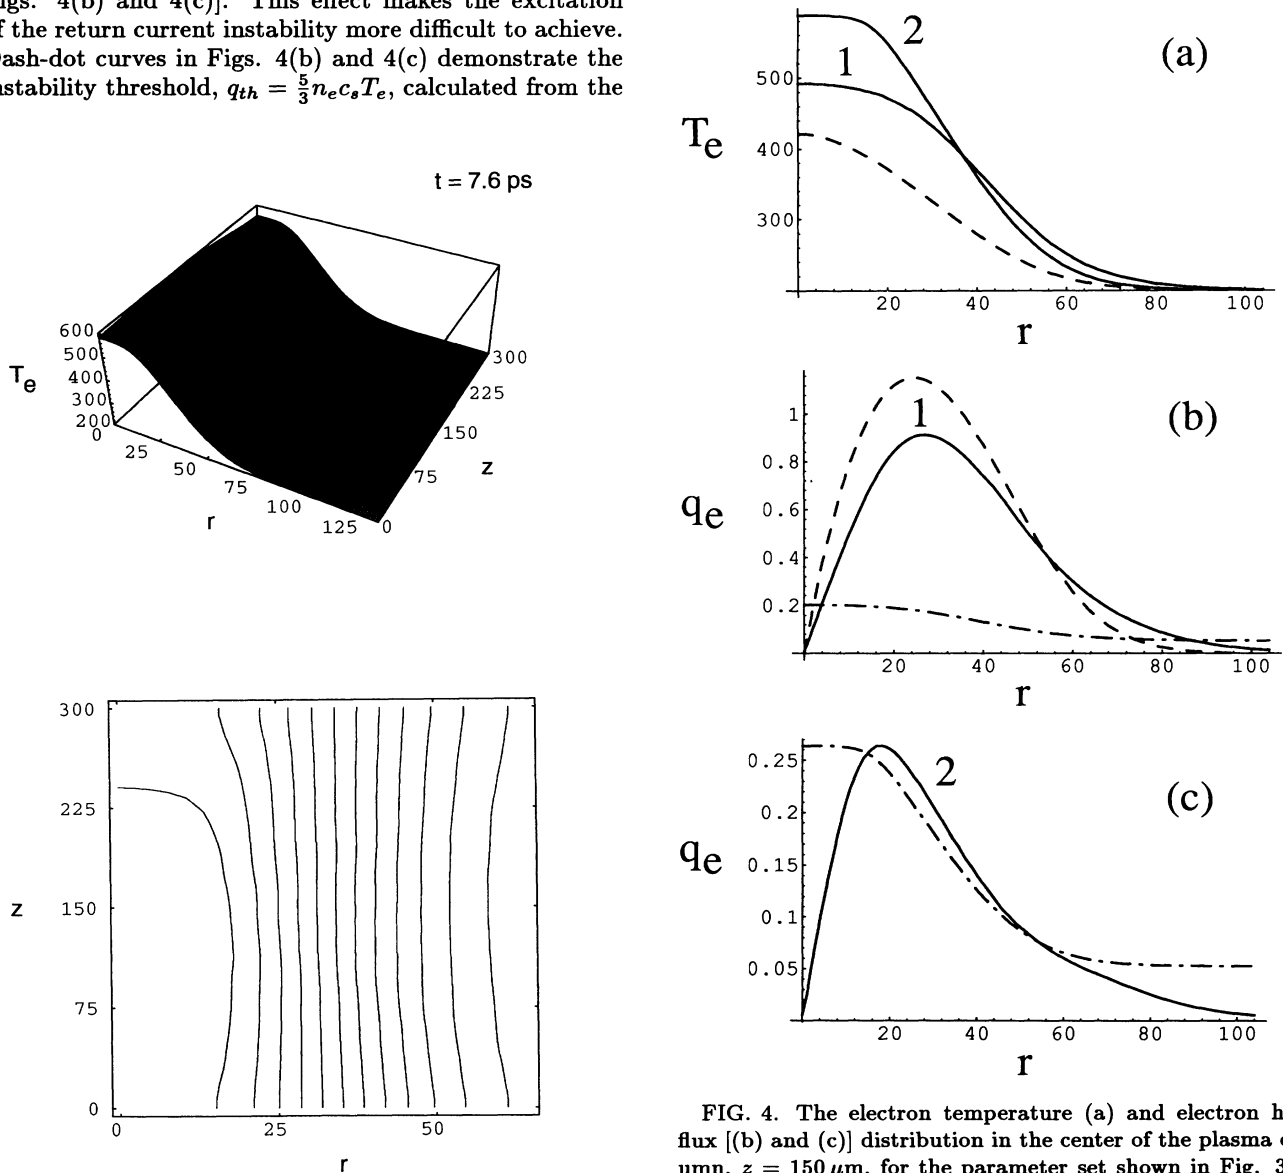 igs. 4(b) and 4(c)]. This effect makes the excitation
f the return current instability more difficult to achieve.
ash-dot curves in Figs. 4(b) and 4(c) demonstrate the
nstability threshold, q_th = 5/3 n_e c_s T_e, calculated from the
t = 7.6 ps
600
500
400
300
200
T_e
0
25
50
75
100
125
r
0
75
150
225
300
z
300
225
150
75
0
z
0
25
50
r
(a)
2
1
T_e
500
400
300
20
40
60
80
100
r
(b)
1
q_e
1
0.8
0.6
0.4
0.2
20
40
60
80
100
r
(c)
2
q_e
0.25
0.2
0.15
0.1
0.05
20
40
60
80
100
r
FIG. 4. The electron temperature (a) and electron h
flux [(b) and (c)] distribution in the center of the plasma
umn, z = 150 μm, for the parameter set shown in Fig. 3